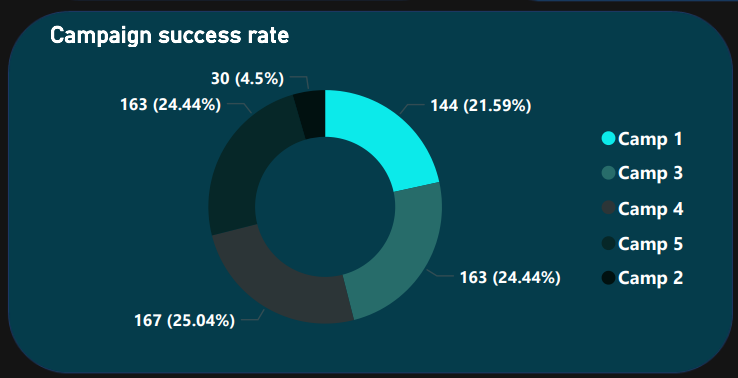 Campaign success rate
30 (4.5%)
163 (24.44%)
144 (21.59%)
163 (24.44%)
167 (25.04%)
Camp 1
Camp 3
Camp 4
Camp 5
Camp 2